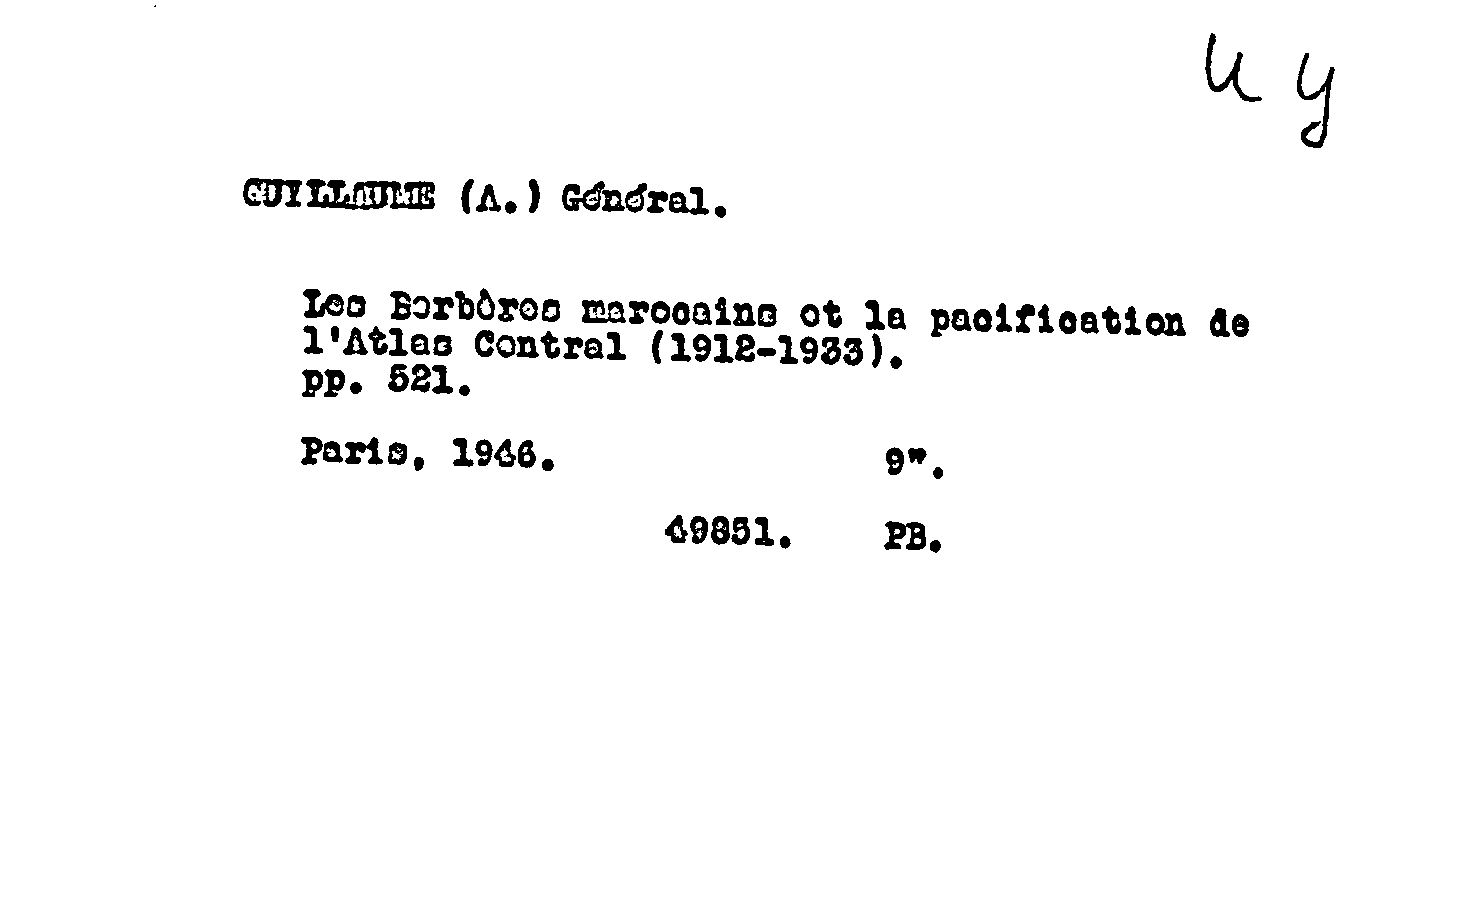 u y
GUILLAUME (A.) Général.
Les Berbères marocains et la pacification de
l'Atlas Central (1912-1933).
pp. 521.
Paris, 1946.    9".
49851.    PB.